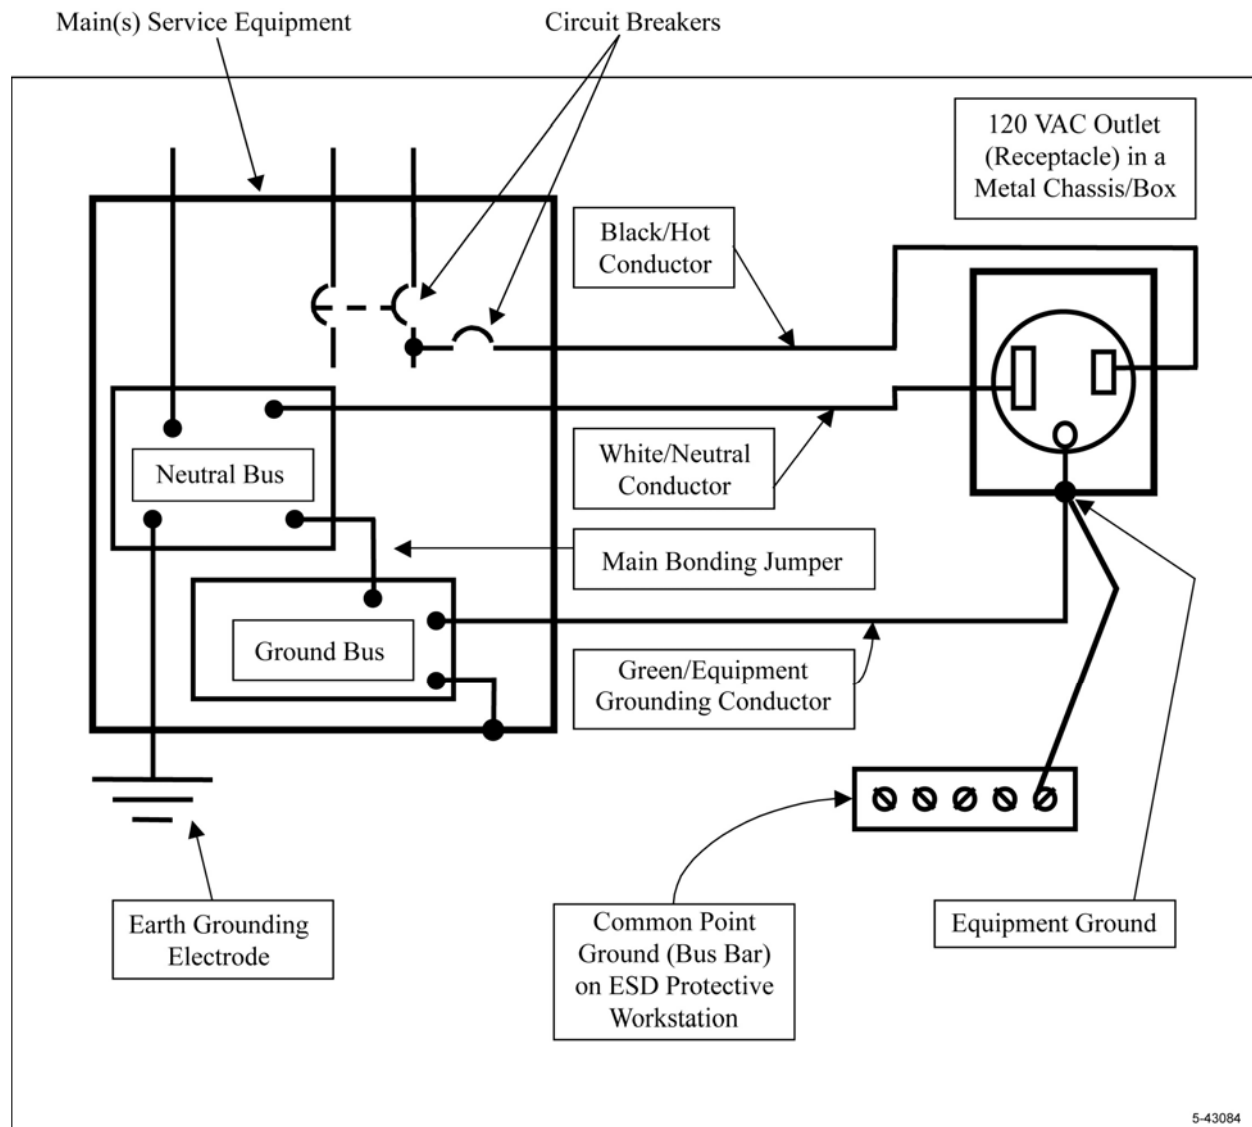 Main(s) Service Equipment
Circuit Breakers
120 VAC Outlet
(Receptacle) in a
Metal Chassis/Box
Black/Hot
Conductor
White/Neutral
Conductor
Neutral Bus
Main Bonding Jumper
Ground Bus
Green/Equipment
Grounding Conductor
Earth Grounding
Electrode
Common Point
Ground (Bus Bar)
on ESD Protective
Workstation
Equipment Ground
5-43084